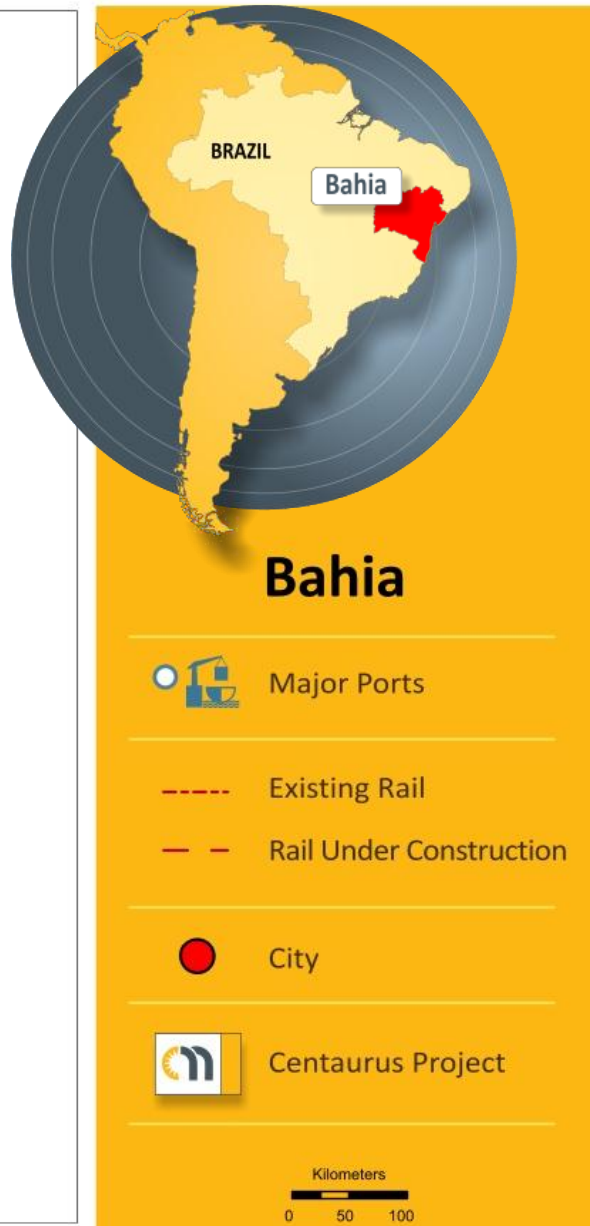 BRAZIL
Bahia
Bahia
Major Ports
Existing Rail
Rail Under Construction
City
Centaurus Project
Kilometers
0 50 100